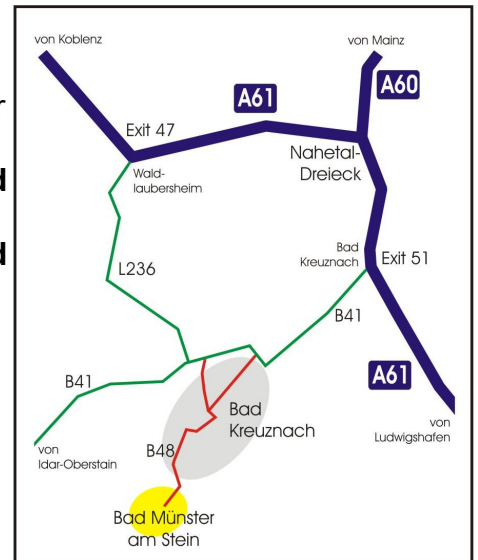 von Koblenz
von Mainz
A60
A61
Exit 47
Nahetal-
Dreieck
Wald-
laubersheim
Bad
Kreuznach
Exit 51
L236
B41
A61
B41
Bad
Kreuznach
von
Ludwigshafen
von
Idar-Oberstain
B48
Bad Münster
am Stein